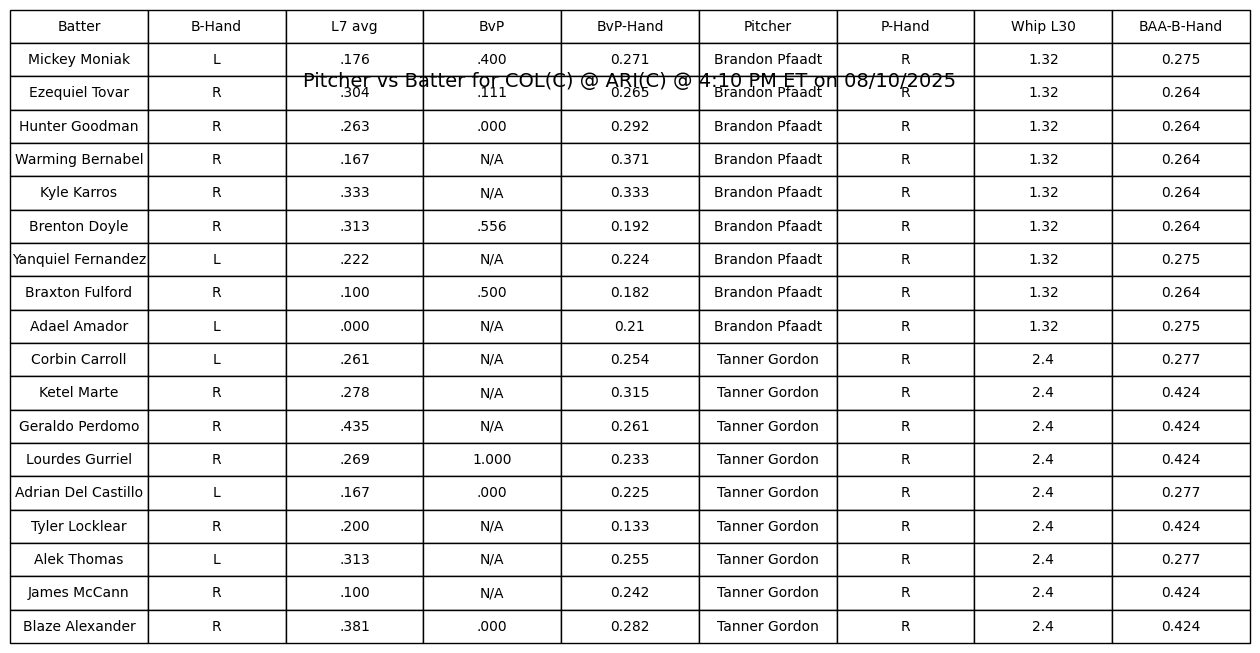 Batter B-Hand L7 avg BvP BvP-Hand Pitcher P-Hand Whip L30 BAA-B-Hand
Mickey Moniak L .176 .400 0.271 Brandon Pfaadt R 1.32 0.275
Pitcher vs Batter for COL(C) @ ARI(C) @ 4:10 PM ET on 08/10/2025
Ezequiel Tovar R .304 .111 0.265 Brandon Pfaadt R 1.32 0.264
Hunter Goodman R .263 .000 0.292 Brandon Pfaadt R 1.32 0.264
Warming Bernabel R .167 N/A 0.371 Brandon Pfaadt R 1.32 0.264
Kyle Karros R .333 N/A 0.333 Brandon Pfaadt R 1.32 0.264
Brenton Doyle R .313 .556 0.192 Brandon Pfaadt R 1.32 0.264
Yanquiel Fernandez L .222 N/A 0.224 Brandon Pfaadt R 1.32 0.275
Braxton Fulford R .100 .500 0.182 Brandon Pfaadt R 1.32 0.264
Adael Amador L .000 N/A 0.21 Brandon Pfaadt R 1.32 0.275
Corbin Carroll L .261 N/A 0.254 Tanner Gordon R 2.4 0.277
Ketel Marte R .278 N/A 0.315 Tanner Gordon R 2.4 0.424
Geraldo Perdomo R .435 N/A 0.261 Tanner Gordon R 2.4 0.424
Lourdes Gurriel R .269 1.000 0.233 Tanner Gordon R 2.4 0.424
Adrian Del Castillo L .167 .000 0.225 Tanner Gordon R 2.4 0.277
Tyler Locklear R .200 N/A 0.133 Tanner Gordon R 2.4 0.424
Alek Thomas L .313 N/A 0.255 Tanner Gordon R 2.4 0.277
James McCann R .100 N/A 0.242 Tanner Gordon R 2.4 0.424
Blaze Alexander R .381 .000 0.282 Tanner Gordon R 2.4 0.424